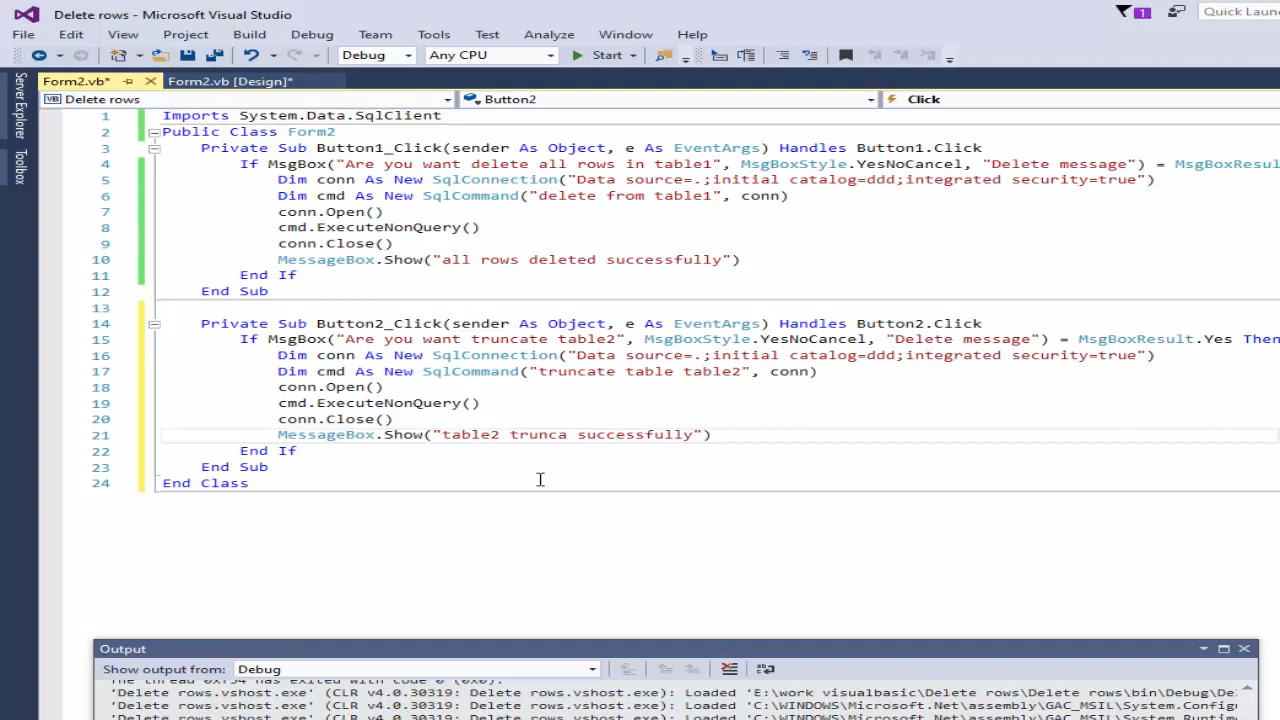 Delete rows - Microsoft Visual Studio
1
Quick Laun
File Edit View Project Build Debug Team Tools Test Analyze Window Help
Debug Any CPU Start
Form2.vb* Form2.vb [Design]*
Server Explorer
Toolbox
VB Delete rows Button2 Click
1 Imports System.Data.SqlClient
2 Public Class Form2
3 Private Sub Button1_Click(sender As Object, e As EventArgs) Handles Button1.Click
4 If MsgBox("Are you want delete all rows in table1", MsgBoxStyle.YesNoCancel, "Delete message") = MsgBoxResul
5 Dim conn As New SqlConnection("Data source=.;initial catalog=ddd;integrated security=true")
6 Dim cmd As New SqlCommand("delete from table1", conn)
7 conn.Open()
8 cmd.ExecuteNonQuery()
9 conn.Close()
10 MessageBox.Show("all rows deleted successfully")
11 End If
12 End Sub
13
14 Private Sub Button2_Click(sender As Object, e As EventArgs) Handles Button2.Click
15 If MsgBox("Are you want truncate table2", MsgBoxStyle.YesNoCancel, "Delete message") = MsgBoxResult.Yes Then
16 Dim conn As New SqlConnection("Data source=.;initial catalog=ddd;integrated security=true")
17 Dim cmd As New SqlCommand("truncate table table2", conn)
18 conn.Open()
19 cmd.ExecuteNonQuery()
20 conn.Close()
21 MessageBox.Show("table2 trunca successfully")
22 End If
23 End Sub
24 End Class
Output
Show output from: Debug
'Delete rows.vshost.exe' (CLR v4.0.30319: Delete rows.vshost.exe): Loaded 'E:\work visualbasic\Delete rows\Delete rows\bin\Debug\De
'Delete rows.vshost.exe' (CLR v4.0.30319: Delete rows.vshost.exe): Loaded 'C:\WINDOWS\Microsoft.Net\assembly\GAC_MSIL\System.Config